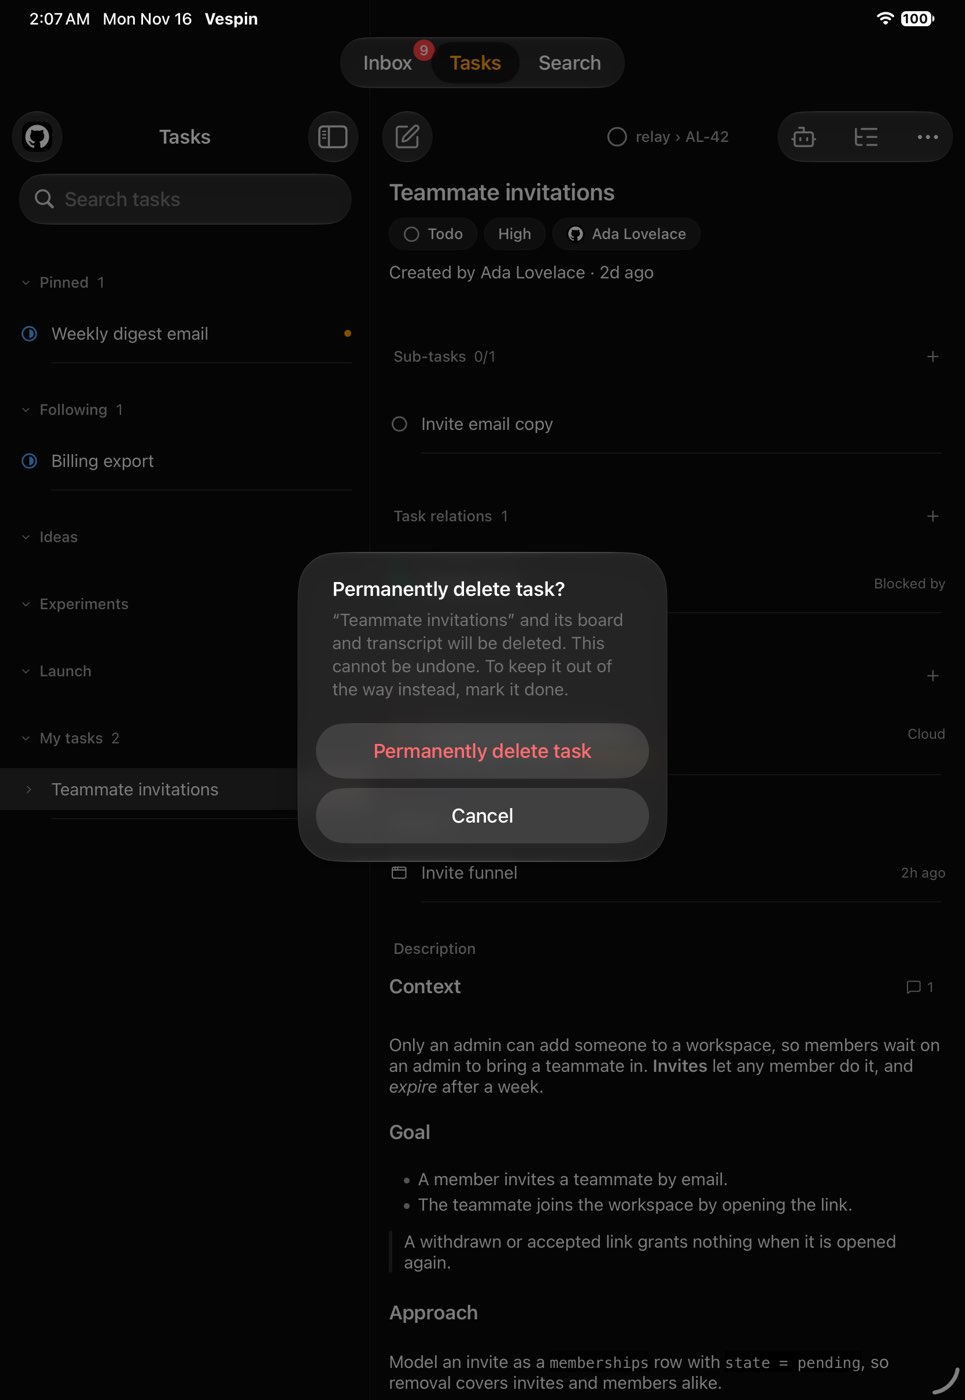 2:07 AM Mon Nov 16 Vespin
100
Inbox 9 Tasks Search
Tasks
relay › AL-42
Search tasks
Pinned 1
Weekly digest email
Following 1
Billing export
Ideas
Experiments
Launch
My tasks 2
Teammate invitations
Teammate invitations
Todo High Ada Lovelace
Created by Ada Lovelace · 2d ago
Sub-tasks 0/1
Invite email copy
Task relations 1
Blocked by
Cloud
Permanently delete task?
“Teammate invitations” and its board
and transcript will be deleted. This
cannot be undone. To keep it out of
the way instead, mark it done.
Permanently delete task
Cancel
Invite funnel 2h ago
Description
Context 1
Only an admin can add someone to a workspace, so members wait on
an admin to bring a teammate in. Invites let any member do it, and
expire after a week.
Goal
• A member invites a teammate by email.
• The teammate joins the workspace by opening the link.
A withdrawn or accepted link grants nothing when it is opened
again.
Approach
Model an invite as a memberships row with state = pending, so
removal covers invites and members alike.